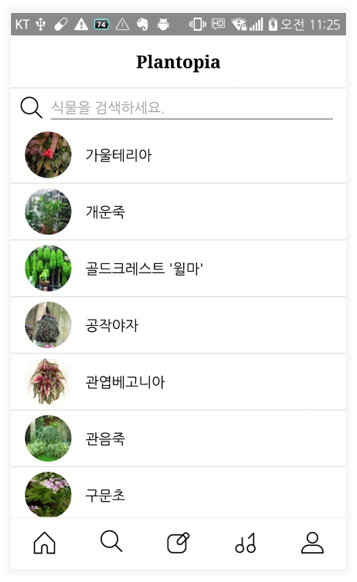 KT 74 HD 오전 11:25
Plantopia
식물을 검색하세요.
가울테리아
개운죽
골드크레스트 '윌마'
공작야자
관엽베고니아
관음죽
구문초